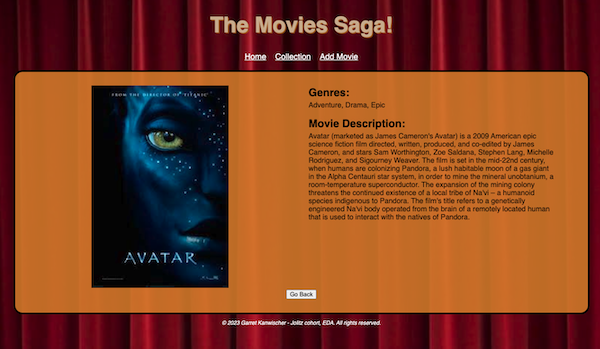 The Movies Saga!
Home Collection Add Movie
FROM THE DIRECTOR OF "TITANIC"
AVATAR
Genres:
Adventure, Drama, Epic
Movie Description:
Avatar (marketed as James Cameron's Avatar) is a 2009 American epic
science fiction film directed, written, produced, and co-edited by James
Cameron, and stars Sam Worthington, Zoe Saldana, Stephen Lang, Michelle
Rodriguez, and Sigourney Weaver. The film is set in the mid-22nd century,
when humans are colonizing Pandora, a lush habitable moon of a gas giant
in the Alpha Centauri star system, in order to mine the mineral unobtanium, a
room-temperature superconductor. The expansion of the mining colony
threatens the continued existence of a local tribe of Na'vi – a humanoid
species indigenous to Pandora. The film's title refers to a genetically
engineered Na'vi body operated from the brain of a remotely located human
that is used to interact with the natives of Pandora.
Go Back
© 2023 Garret Kanwischer - Jolitz cohort, EDA. All rights reserved.